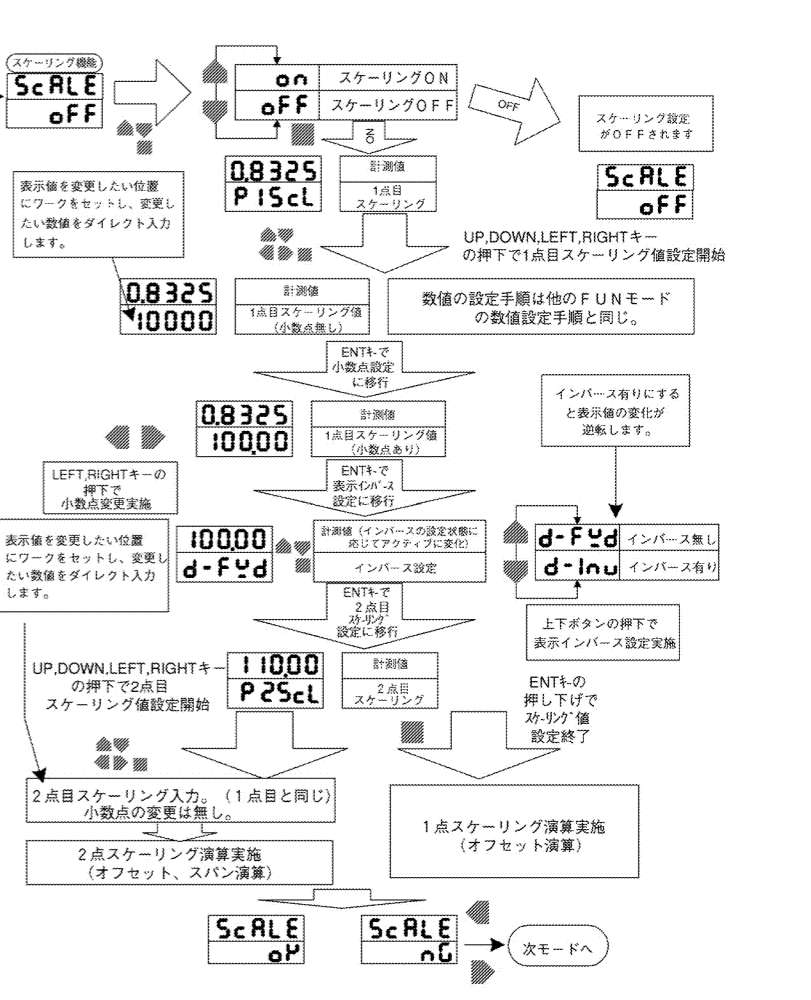 スケーリング機能
ScALE
oFF
on
スケーリングON
oFF
スケーリングOFF
OFF
ON
スケーリング設定
がOFFされます
ScALE
oFF
0.8325
P1ScL
計測値
1点目
スケーリング
表示値を変更したい位置
にワークをセットし、変更し
たい数値をダイレクト入力
します。
UP,DOWN,LEFT,RIGHTキー
の押下で1点目スケーリング値設定開始
0.8325
10000
計測値
1点目スケーリング値
(小数点無し)
数値の設定手順は他のFUNモード
の数値設定手順と同じ。
ENTキーで
小数点設定
に移行
0.8325
100.00
計測値
1点目スケーリング値
(小数点あり)
インバース有りにする
と表示値の変化が
逆転します。
LEFT,RIGHTキーの
押下で
小数点変更実施
ENTキーで
表示インバース
設定に移行
表示値を変更したい位置
にワークをセットし、変更し
たい数値をダイレクト入力
します。
100.00
d-Fwd
計測値(インバースの設定状態に
応じてアクティブに変化)
インバース設定
d-Fwd
インバース無し
d-Inv
インバース有り
ENTキーで
2点目
スケーリング
設定に移行
上下ボタンの押下で
表示インバース設定実施
UP,DOWN,LEFT,RIGHTキー
の押下で2点目
スケーリング値設定開始
110.00
P2ScL
計測値
2点目
スケーリング
ENTキーの
押し下げで
スケーリング値
設定終了
2点目スケーリング入力。(1点目と同じ)
小数点の変更は無し。
2点スケーリング演算実施
(オフセット、スパン演算)
1点スケーリング演算実施
(オフセット演算)
ScALE
oK
ScALE
nG
次モードへ